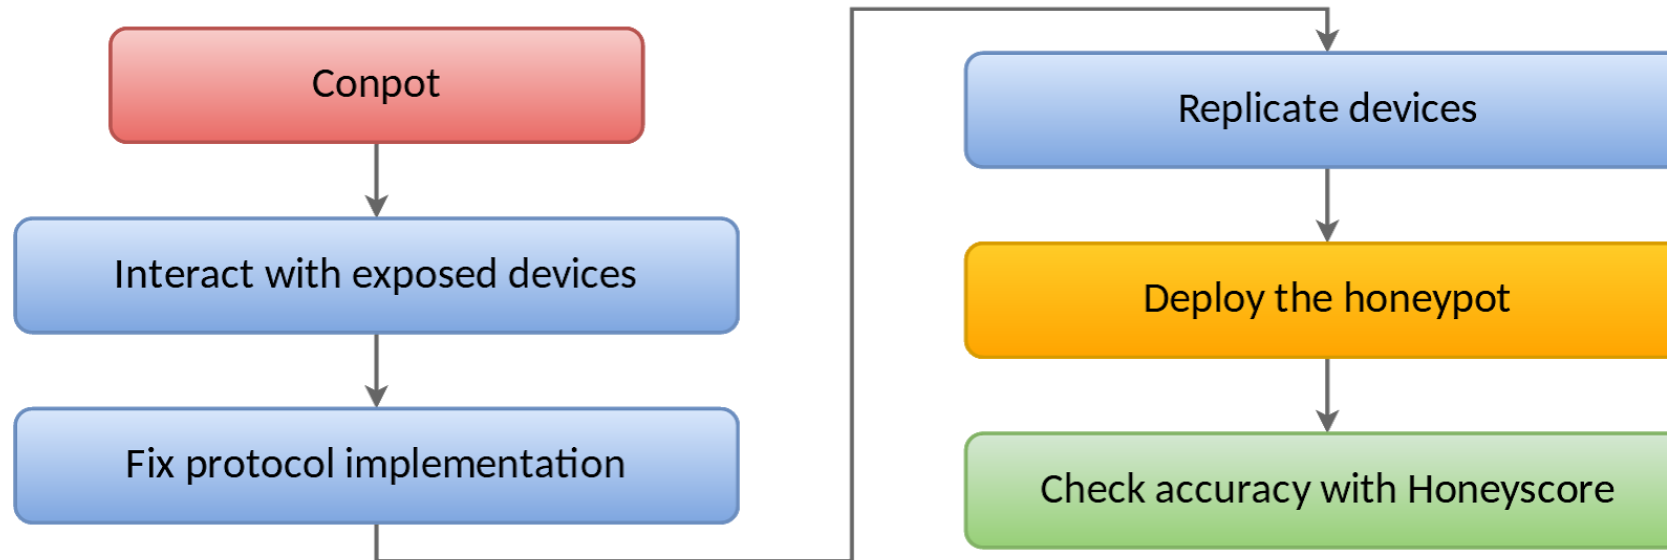 Conpot
Interact with exposed devices
Fix protocol implementation
Replicate devices
Deploy the honeypot
Check accuracy with Honeyscore